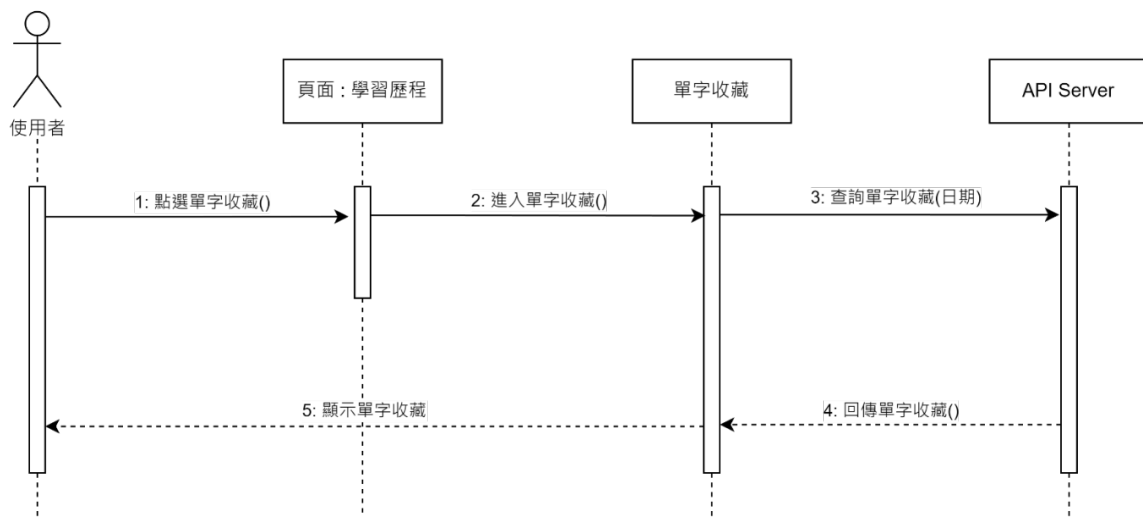 使用者
頁面 : 學習歷程
單字收藏
API Server
1: 點選單字收藏()
2: 進入單字收藏()
3: 查詢單字收藏(日期)
5: 顯示單字收藏
4: 回傳單字收藏()